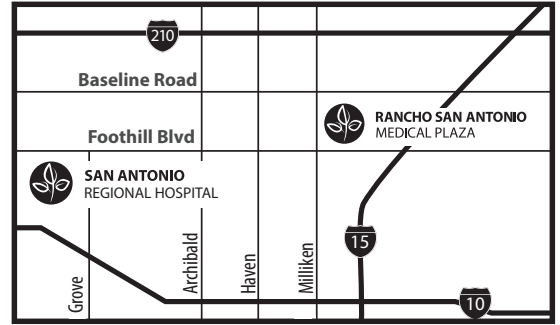 210
Baseline Road
RANCHO SAN ANTONIO
MEDICAL PLAZA
Foothill Blvd
SAN ANTONIO
REGIONAL HOSPITAL
Grove
Archibald
Haven
Milliken
15
10